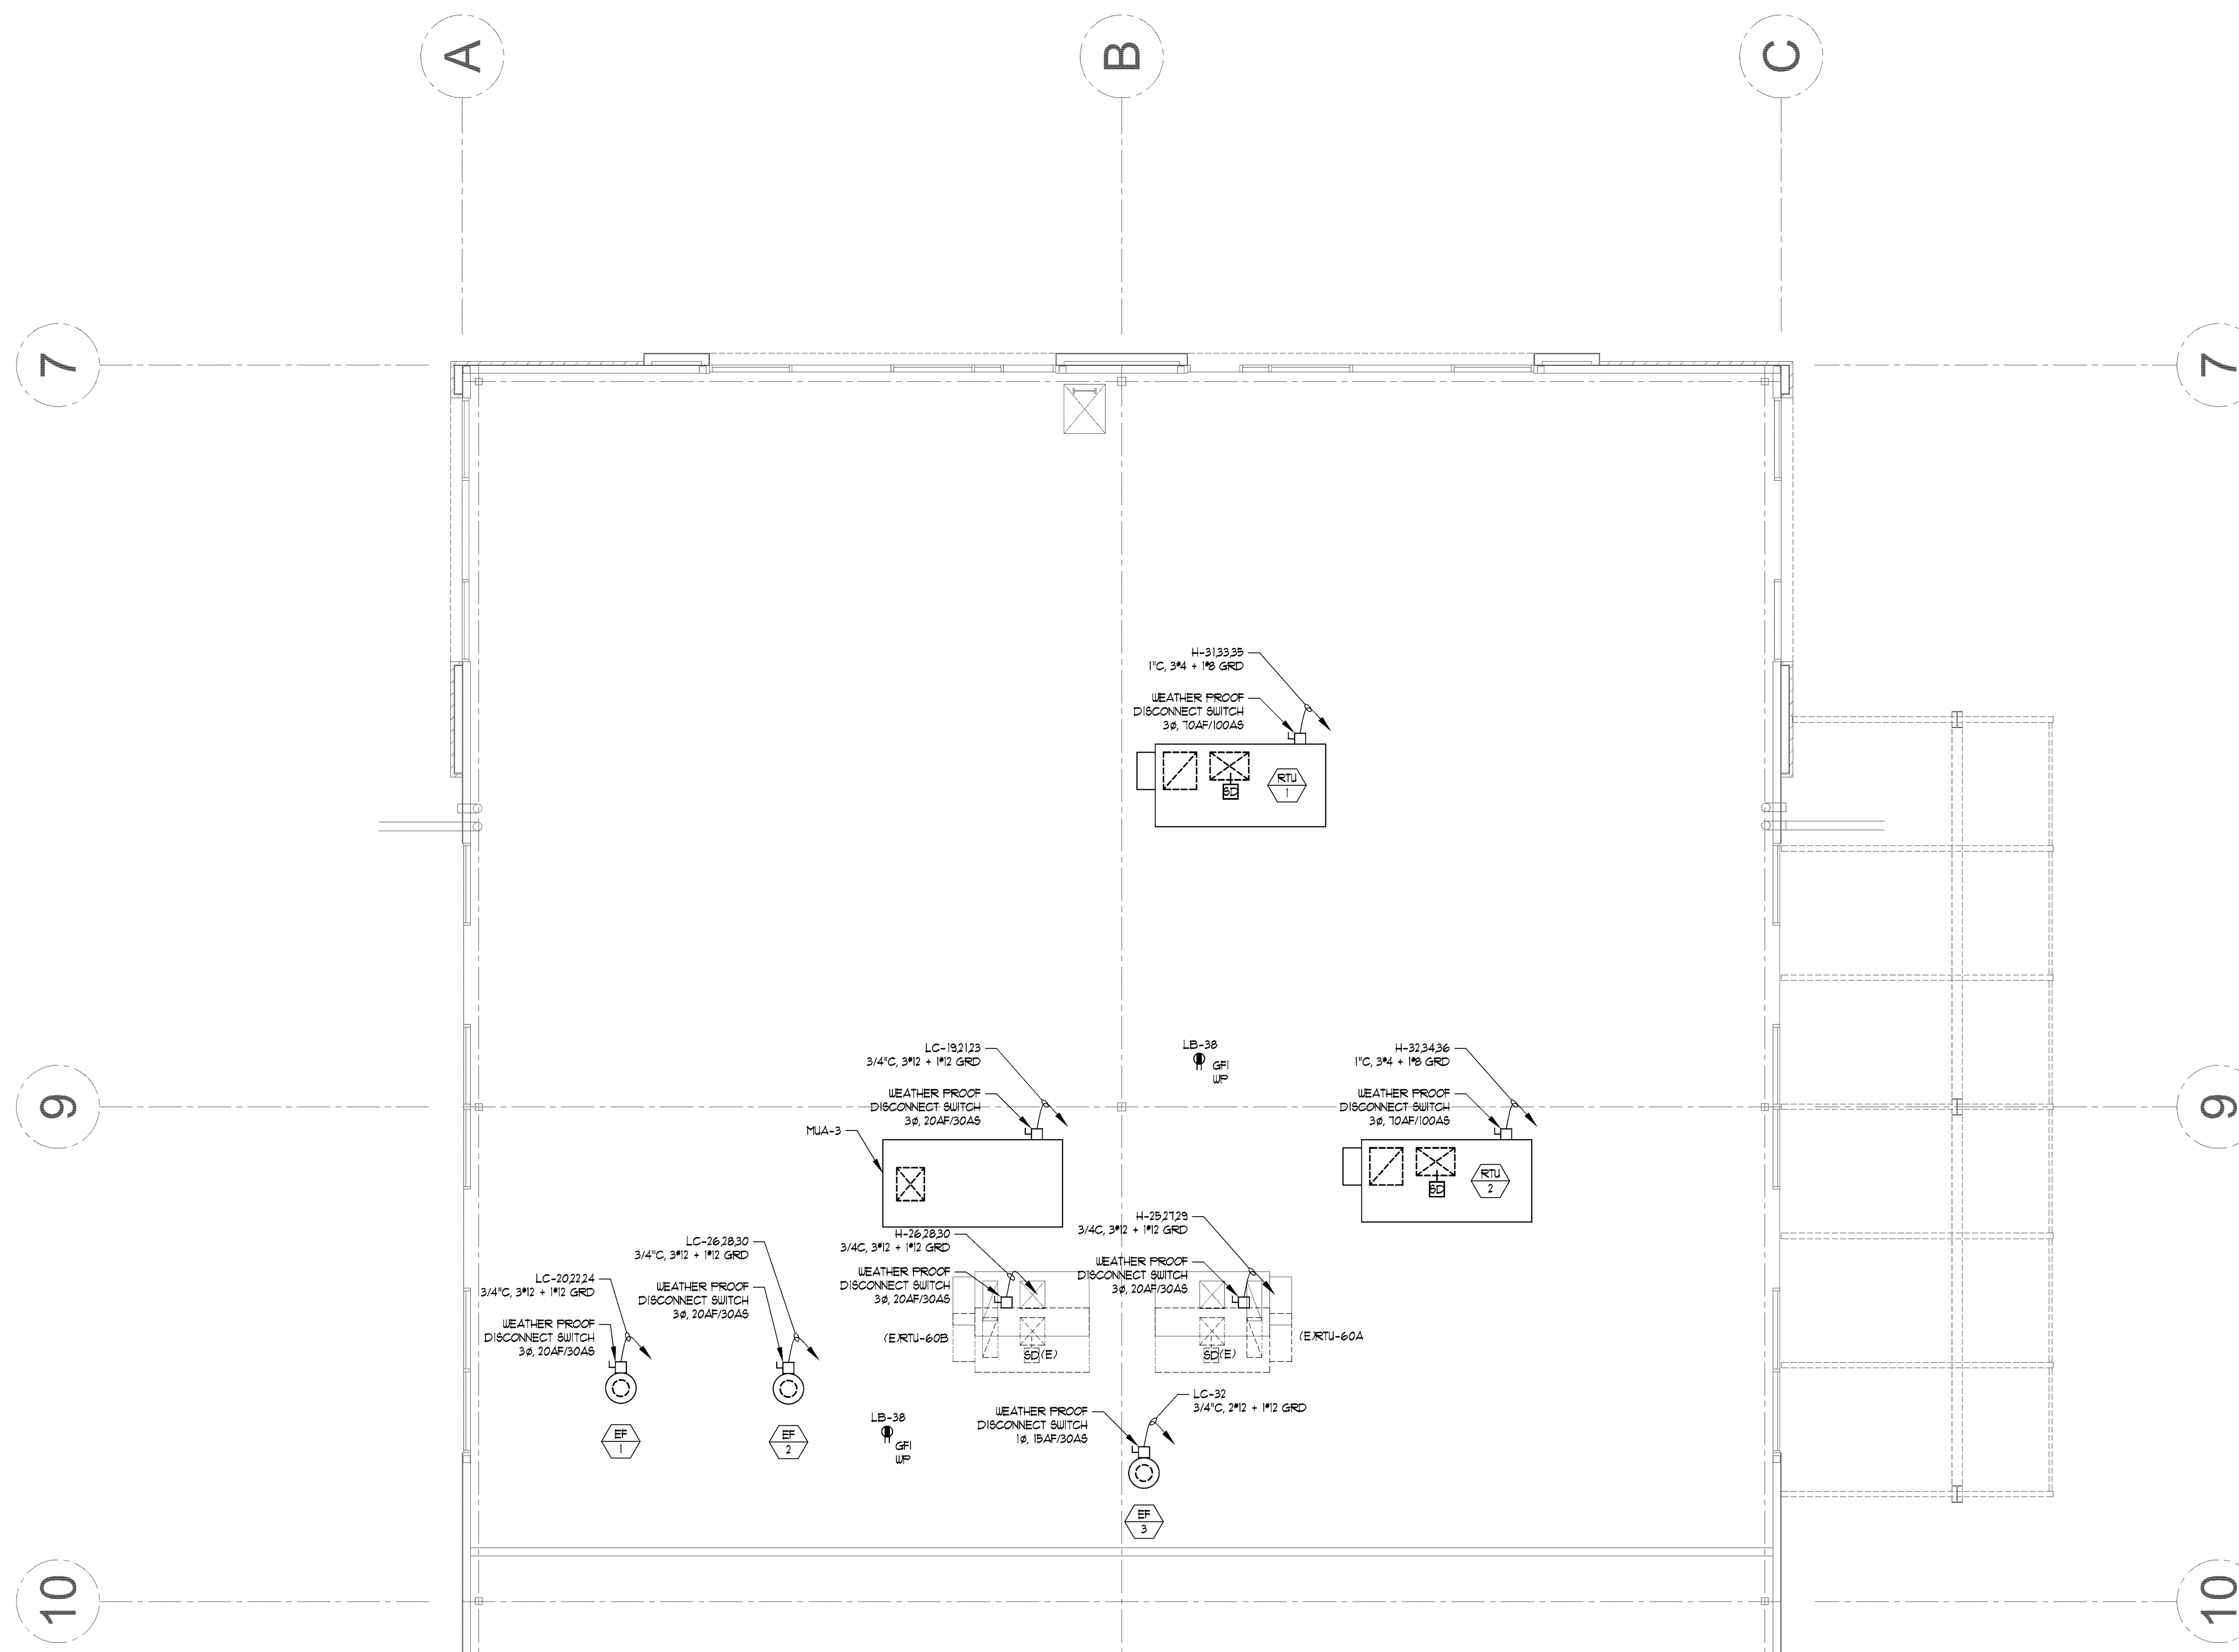 A
B
C
7
7
H-31,33,35
1"C, 3#4 + 1#8 GRD
WEATHER PROOF
DISCONNECT SWITCH
3ø, 70AF/100AS
RTU
1
SD
LC-19,21,23
3/4"C, 3#12 + 1#12 GRD
WEATHER PROOF
DISCONNECT SWITCH
3ø, 20AF/30AS
MUA-3
LB-38
GFI
WP
H-32,34,36
1"C, 3#4 + 1#8 GRD
WEATHER PROOF
DISCONNECT SWITCH
3ø, 70AF/100AS
RTU
2
SD
9
9
LC-20,22,24
3/4"C, 3#12 + 1#12 GRD
WEATHER PROOF
DISCONNECT SWITCH
3ø, 20AF/30AS
EF
1
LC-26,28,30
3/4"C, 3#12 + 1#12 GRD
WEATHER PROOF
DISCONNECT SWITCH
3ø, 20AF/30AS
EF
2
H-26,28,30
3/4C, 3#12 + 1#12 GRD
WEATHER PROOF
DISCONNECT SWITCH
3ø, 20AF/30AS
(E)RTU-60B
SD(E)
H-25,27,29
3/4C, 3#12 + 1#12 GRD
WEATHER PROOF
DISCONNECT SWITCH
3ø, 20AF/30AS
(E)RTU-60A
SD(E)
LB-38
GFI
WP
LC-32
3/4"C, 2#12 + 1#12 GRD
WEATHER PROOF
DISCONNECT SWITCH
1ø, 15AF/30AS
EF
3
10
10